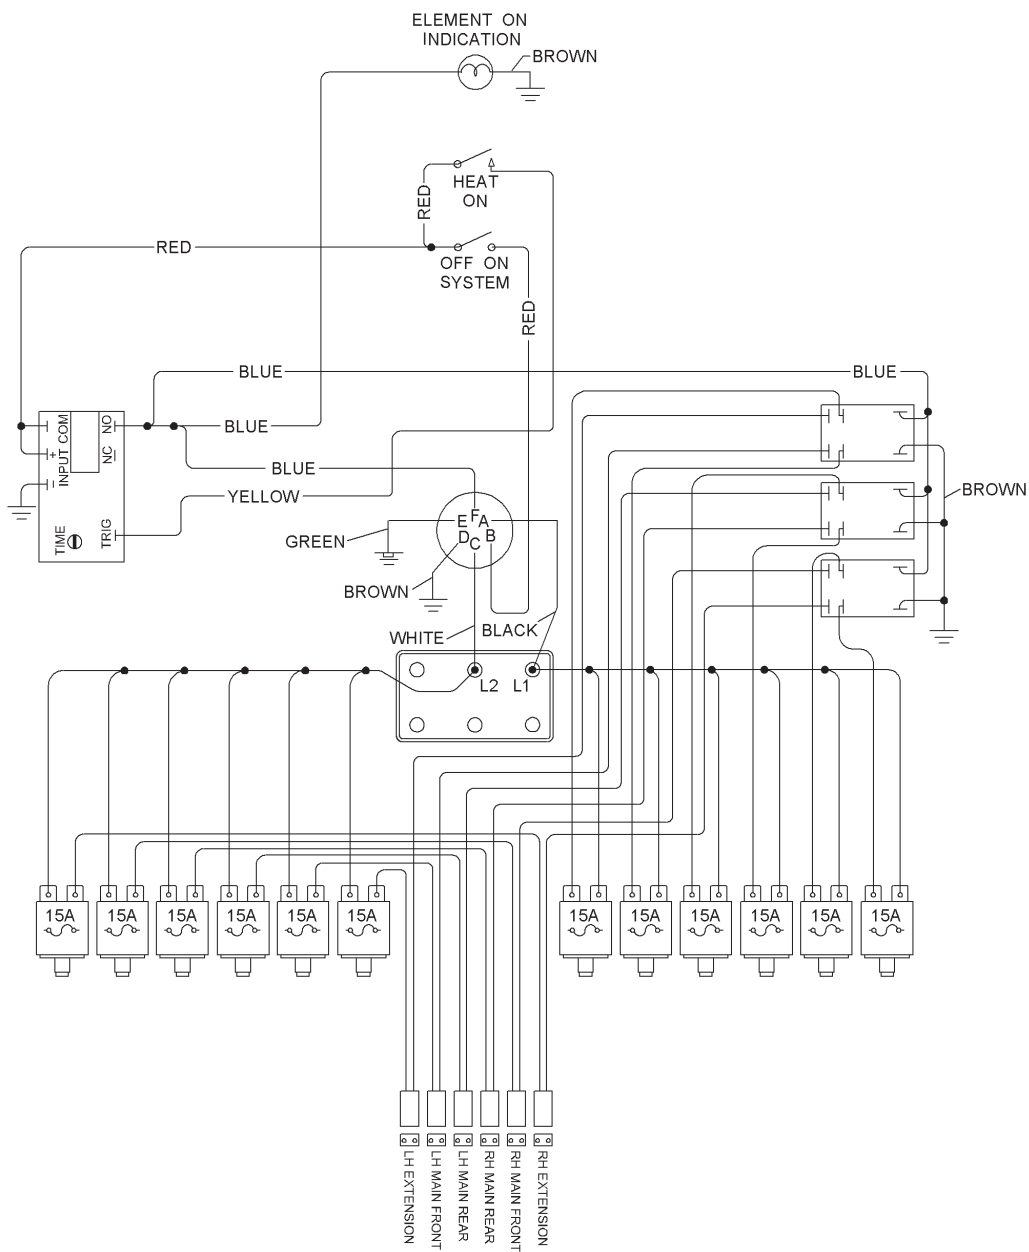 ELEMENT ON
INDICATION
BROWN
HEAT
ON
RED
RED
OFF ON
SYSTEM
RED
BLUE
BLUE
BLUE
BLUE
YELLOW
COM
NO
+
INPUT
NC
-
TIME
TRIG
BROWN
GREEN
E
F
A
D
C
B
BROWN
WHITE
BLACK
L2
L1
15A
15A
15A
15A
15A
15A
15A
15A
15A
15A
15A
15A
LH EXTENSION
LH MAIN FRONT
LH MAIN REAR
RH MAIN REAR
RH MAIN FRONT
RH EXTENSION